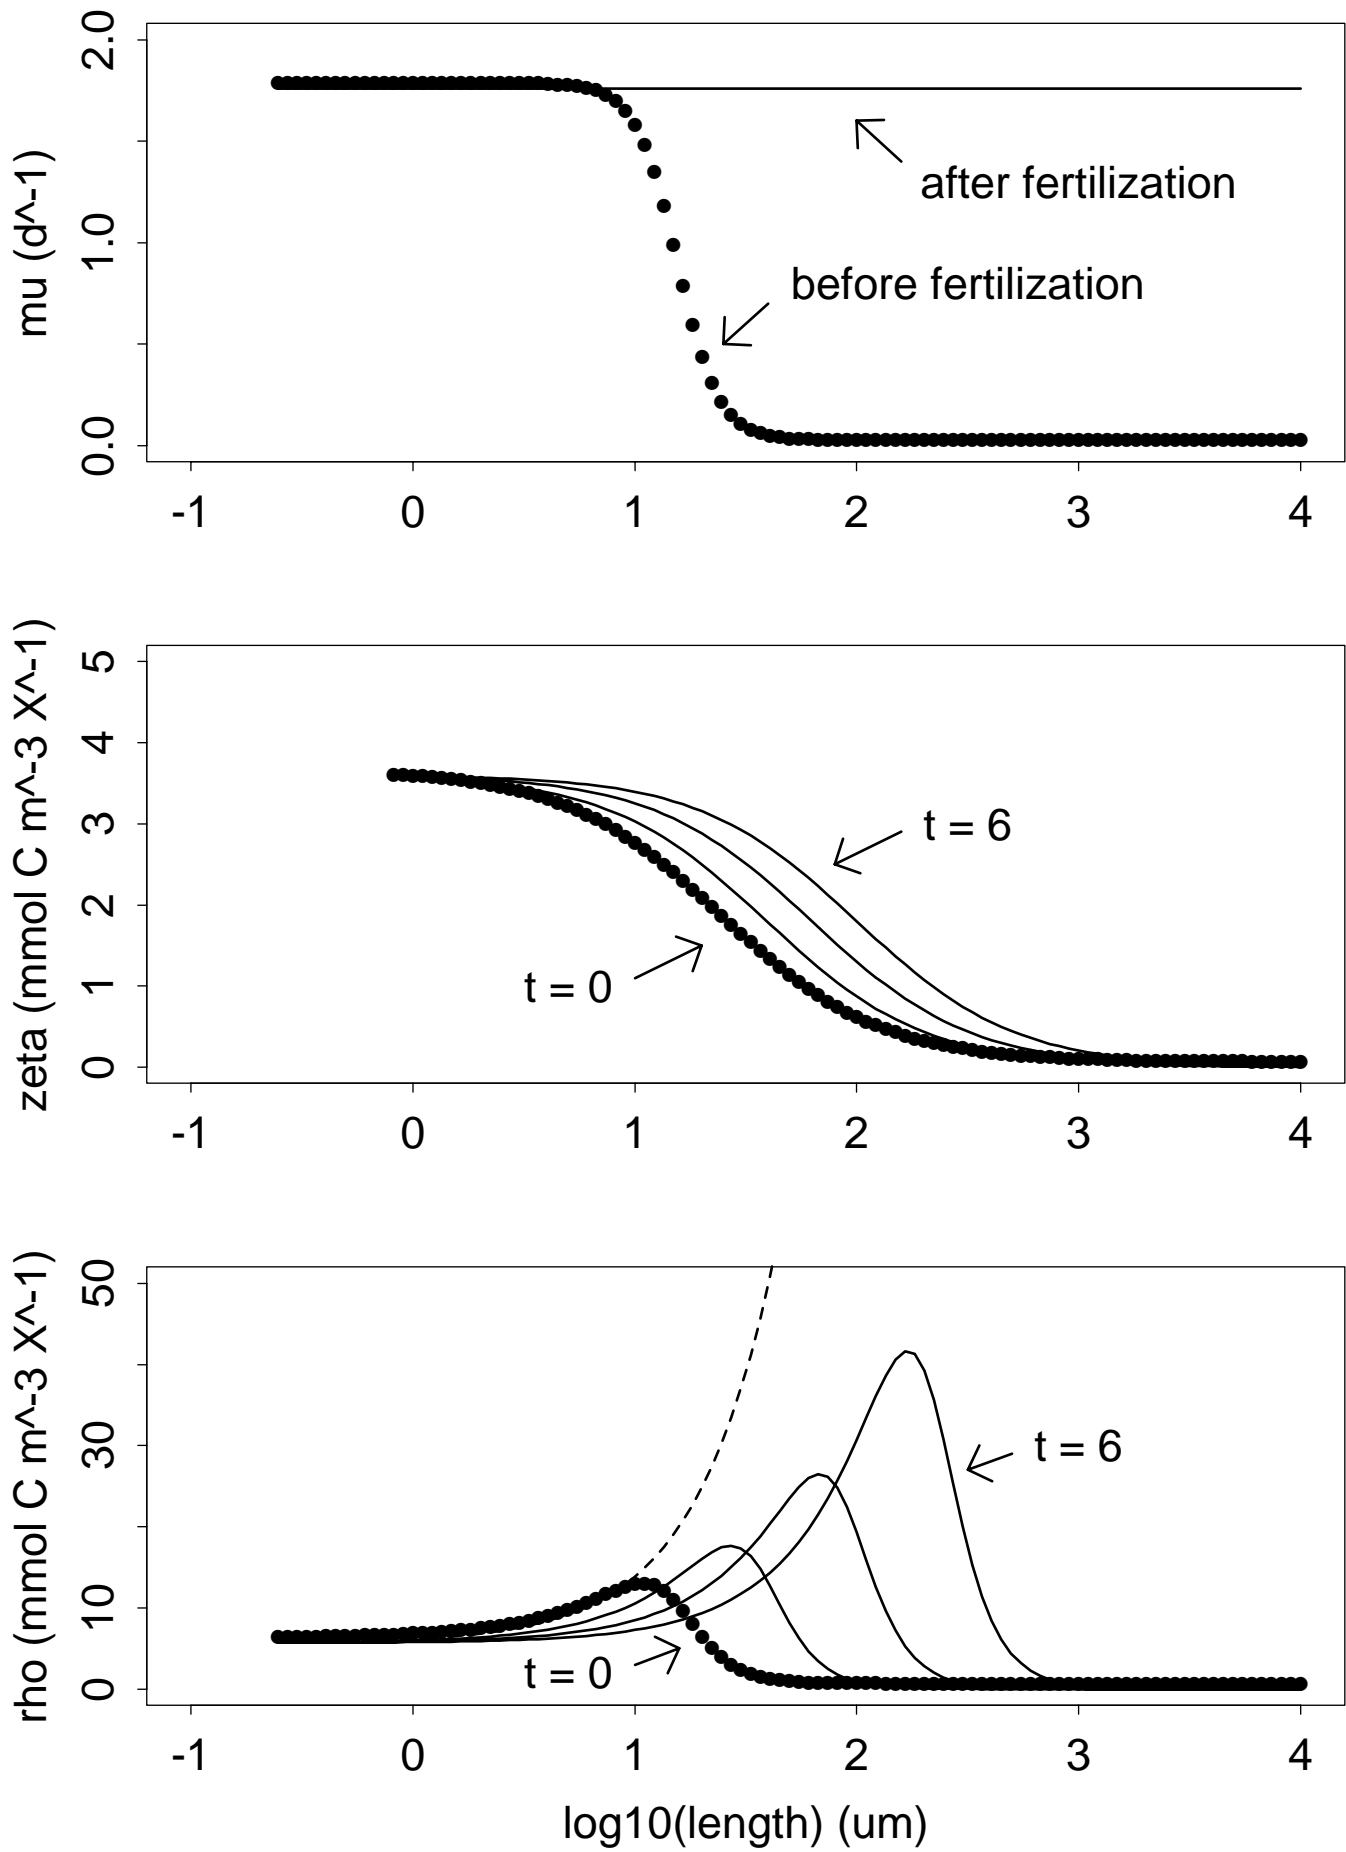 mu (d^-1)
2.0
1.0
0.0
after fertilization
before fertilization
-1 0 1 2 3 4
zeta (mmol C m^-3 X^-1)
5
4
3
2
1
0
t = 6
t = 0
-1 0 1 2 3 4
rho (mmol C m^-3 X^-1)
50
30
10
0
t = 6
t = 0
-1 0 1 2 3 4
log10(length) (um)